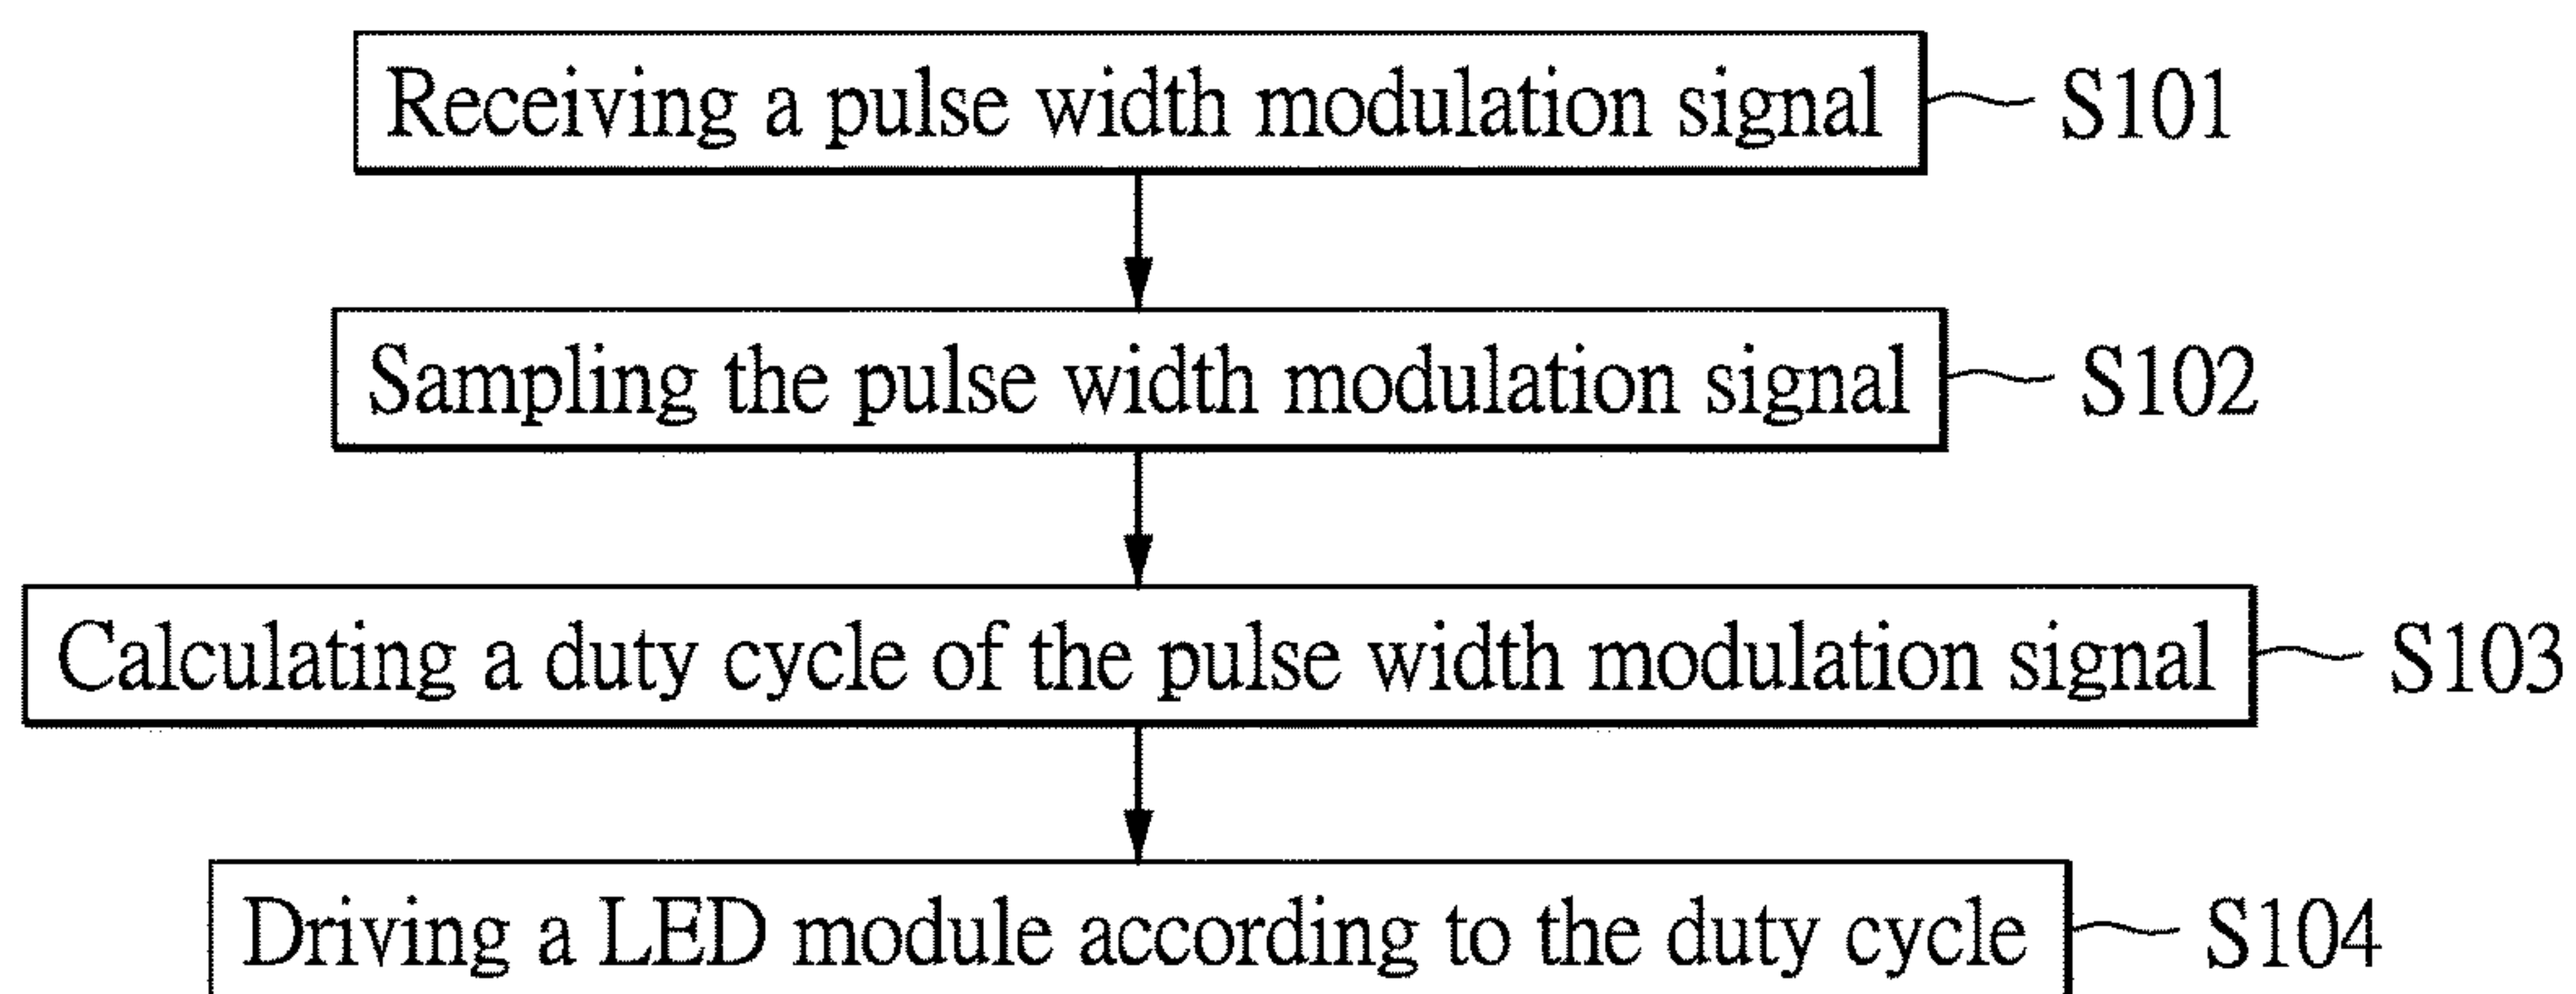 Receiving a pulse width modulation signal S101
Sampling the pulse width modulation signal S102
Calculating a duty cycle of the pulse width modulation signal S103
Driving a LED module according to the duty cycle S104